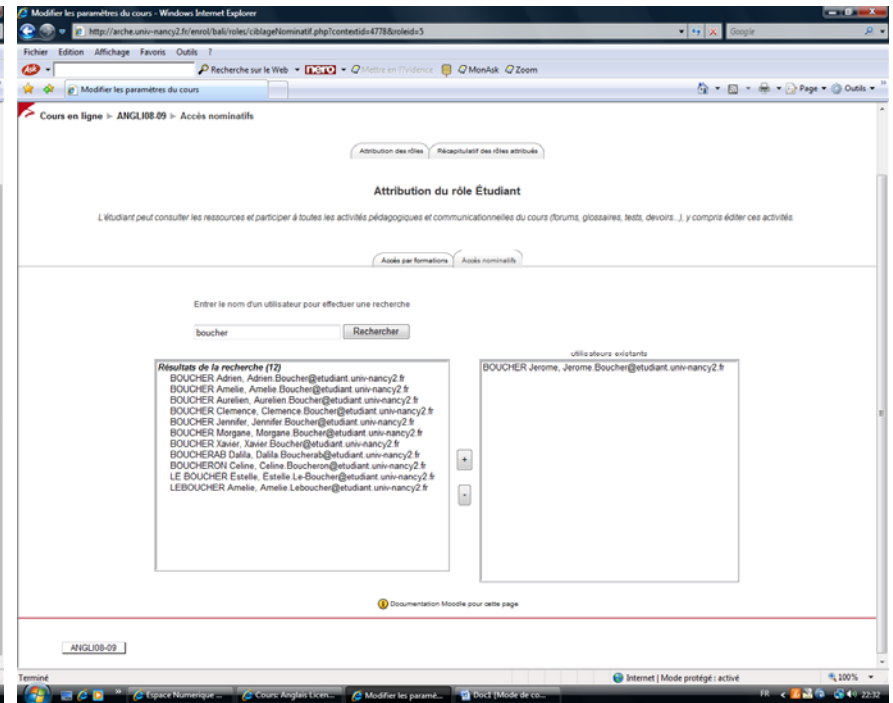 Modifier les paramètres du cours - Windows Internet Explorer
http://arche.univ-nancy2.fr/enrol/bali/roles/ciblageNominatif.php?contextid=4778&roleid=5
Google
Fichier Edition Affichage Favoris Outils ?
Ask Recherche sur le Web nero Mettre en évidence MonAsk Zoom
Modifier les paramètres du cours Page Outils
Cours en ligne ► ANGLI08-09 ► Accès nominatifs
Attribution des rôles Récapitulatif des rôles attribués
Attribution du rôle Étudiant
L'étudiant peut consulter les ressources et participer à toutes les activités pédagogiques et communicationnelles du cours (forums, glossaires, tests, devoirs...), y compris éditer ces activités.
Accès par formations Accès nominatifs
Entrer le nom d'un utilisateur pour effectuer une recherche
boucher Rechercher
utilisateurs existants
Résultats de la recherche (12)
BOUCHER Jerome, Jerome.Boucher@etudiant.univ-nancy2.fr
BOUCHER Adrien, Adrien.Boucher@etudiant.univ-nancy2.fr
BOUCHER Amelie, Amelie.Boucher@etudiant.univ-nancy2.fr
BOUCHER Aurelien, Aurelien.Boucher@etudiant.univ-nancy2.fr
BOUCHER Clemence, Clemence.Boucher@etudiant.univ-nancy2.fr
BOUCHER Jennifer, Jennifer.Boucher@etudiant.univ-nancy2.fr
BOUCHER Morgane, Morgane.Boucher@etudiant.univ-nancy2.fr
BOUCHER Xavier, Xavier.Boucher@etudiant.univ-nancy2.fr
BOUCHERAB Dalila, Dalila.Boucherab@etudiant.univ-nancy2.fr
BOUCHERON Celine, Celine.Boucheron@etudiant.univ-nancy2.fr
LE BOUCHER Estelle, Estelle.Le-Boucher@etudiant.univ-nancy2.fr
LEBOUCHER Amelie, Amelie.Leboucher@etudiant.univ-nancy2.fr
+
-
Documentation Moodle pour cette page
ANGLI08-09
Terminé Internet | Mode protégé : activé 100%
Espace Numerique ... Cours: Anglais Licen... Modifier les paramè... Doc1 [Mode de co... FR 22:32